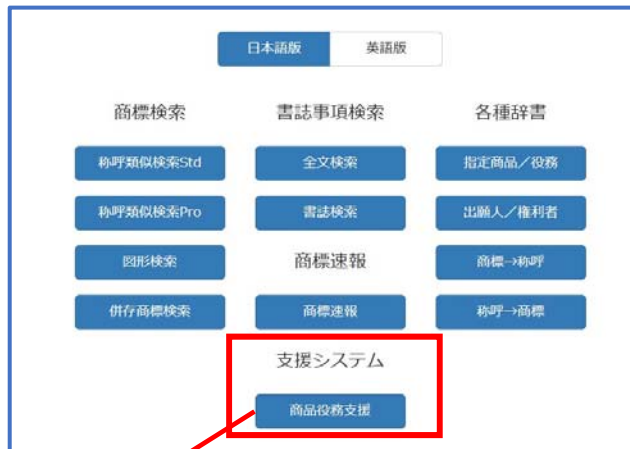 日本語版 英語版
商標検索 書誌事項検索 各種辞書
称呼類似検索Std 全文検索 指定商品／役務
称呼類似検索Pro 書誌検索 出願人／権利者
図形検索 商標速報 商標→称呼
併存商標検索 商標速報 称呼→商標
支援システム
商品役務支援